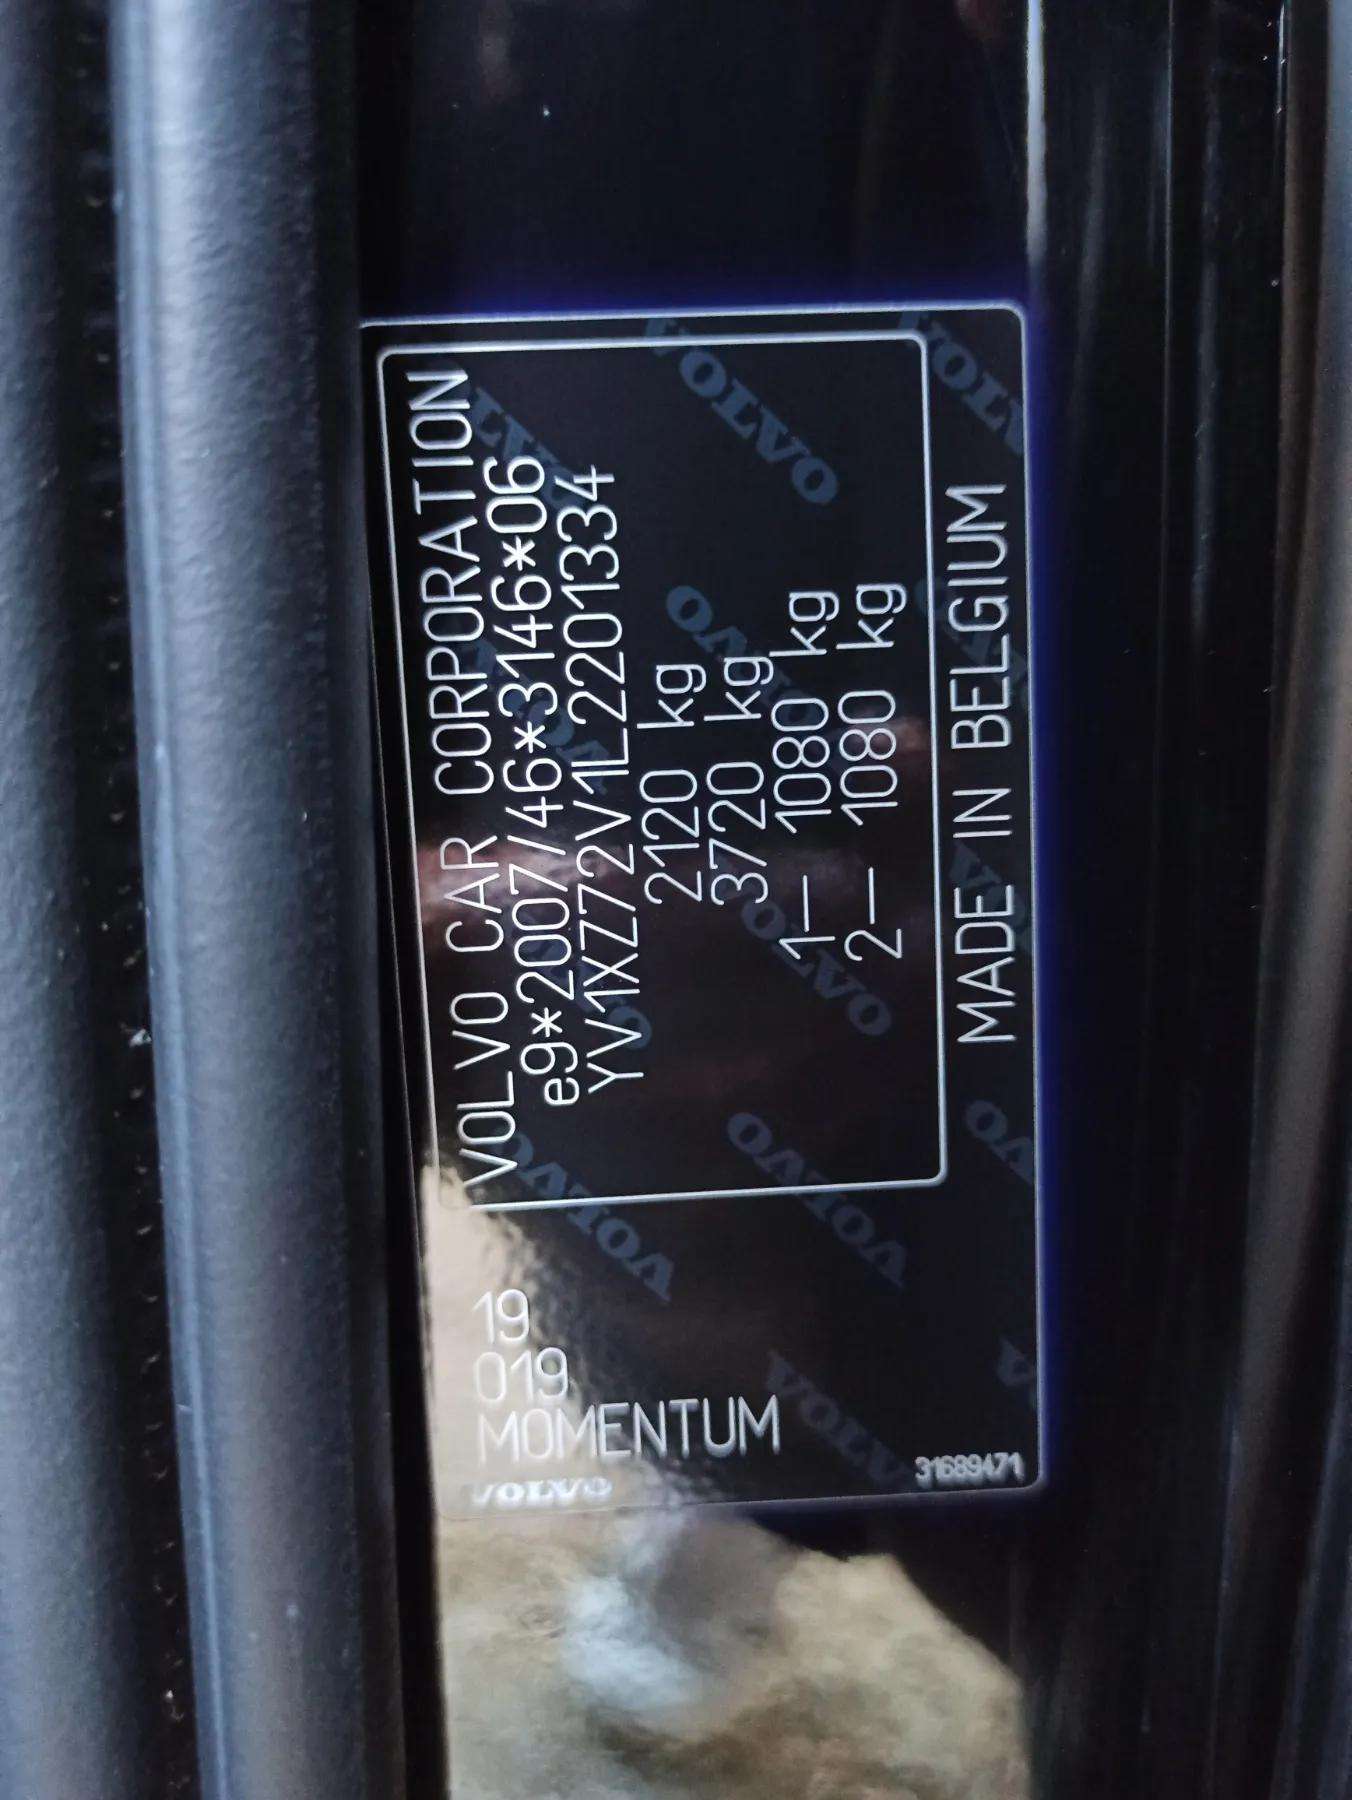 VOLVO CAR CORPORATION
e9*2007/46*3146*06
YV1XZ72V1L2201334
2120 kg
3720 kg
1— 1080 kg
2— 1080 kg
MADE IN BELGIUM
19
019
MOMENTUM
VOLVO
31689471